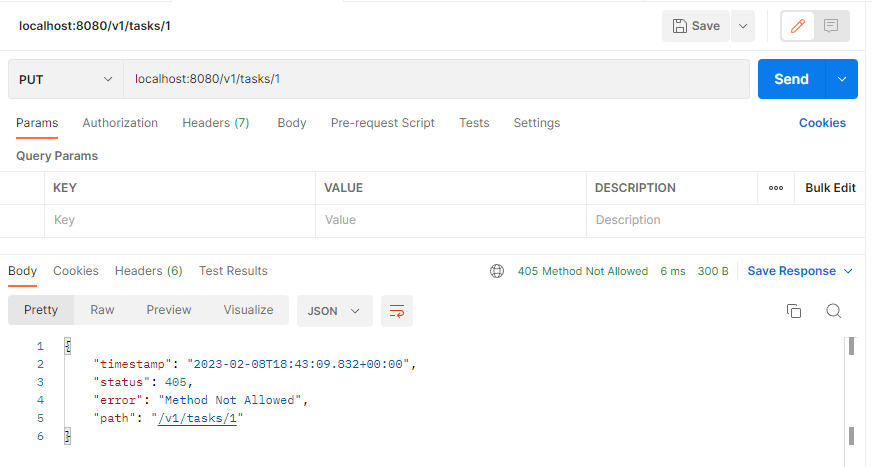 localhost:8080/v1/tasks/1
Save
PUT localhost:8080/v1/tasks/1 Send
Params Authorization Headers (7) Body Pre-request Script Tests Settings Cookies
Query Params
KEY VALUE DESCRIPTION ooo Bulk Edit
Key Value Description
Body Cookies Headers (6) Test Results 405 Method Not Allowed 6 ms 300 B Save Response
Pretty Raw Preview Visualize JSON
1 {
2 "timestamp": "2023-02-08T18:43:09.832+00:00",
3 "status": 405,
4 "error": "Method Not Allowed",
5 "path": "/v1/tasks/1"
6 }